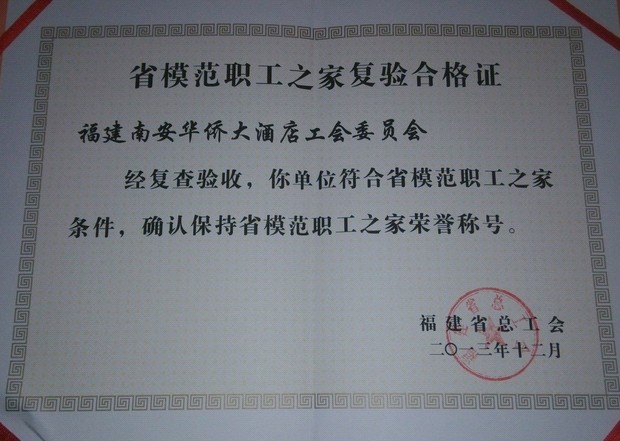 省模范职工之家复验合格证
福建南安华侨大酒店工会委员会
经复查验收，你单位符合省模范职工之家
条件，确认保持省模范职工之家荣誉称号。
福建省总工会
二〇一三年十二月